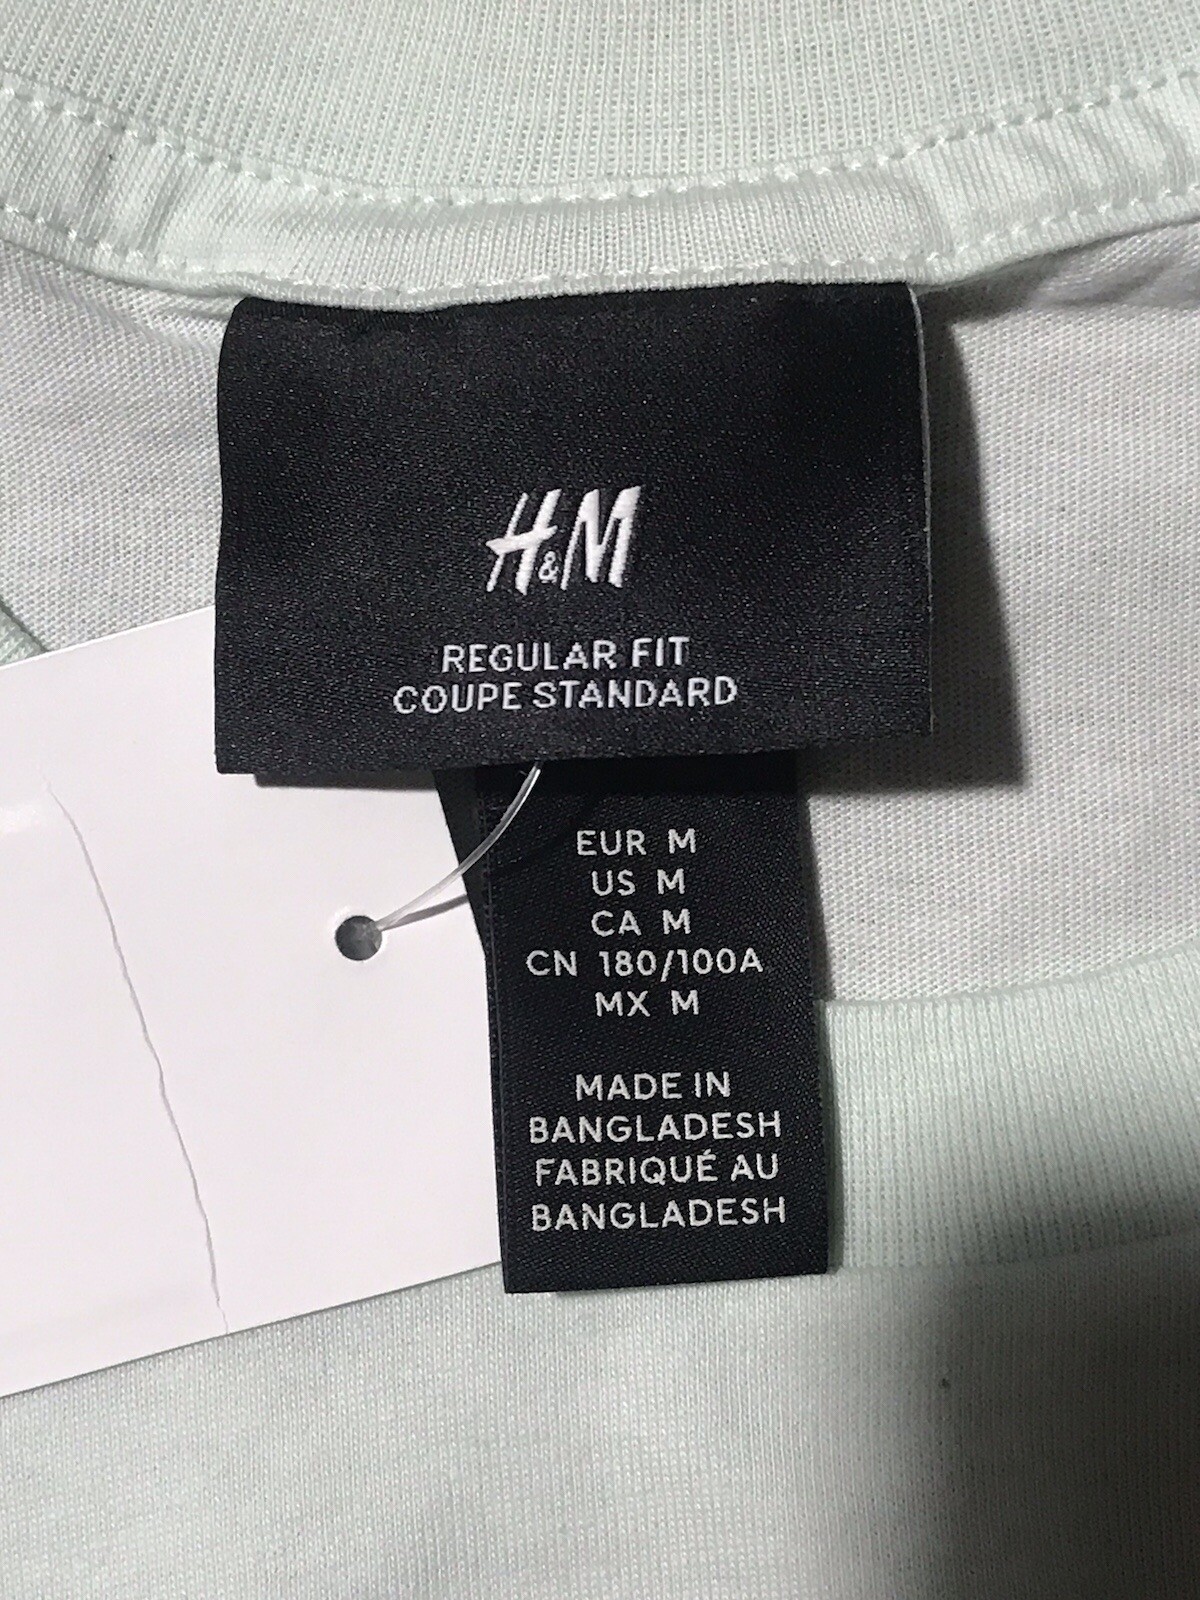 H&M
REGULAR FIT
COUPE STANDARD
EUR M
US M
CA M
CN 180/100A
MX M
MADE IN
BANGLADESH
FABRIQUÉ AU
BANGLADESH